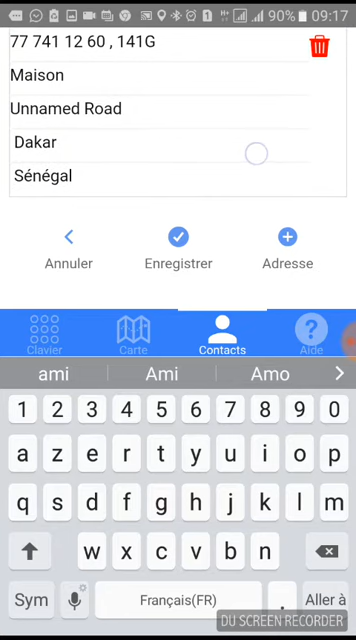 90% 09:17
77 741 12 60 , 141G
Maison
Unnamed Road
Dakar
Sénégal
Annuler Enregistrer Adresse
Clavier Carte Contacts Aide
ami Ami Amo
1 2 3 4 5 6 7 8 9 0
a z e r t y u i o p
q s d f g h j k l m
w x c v b n
Sym Français(FR) . Aller à
DU SCREEN RECORDER